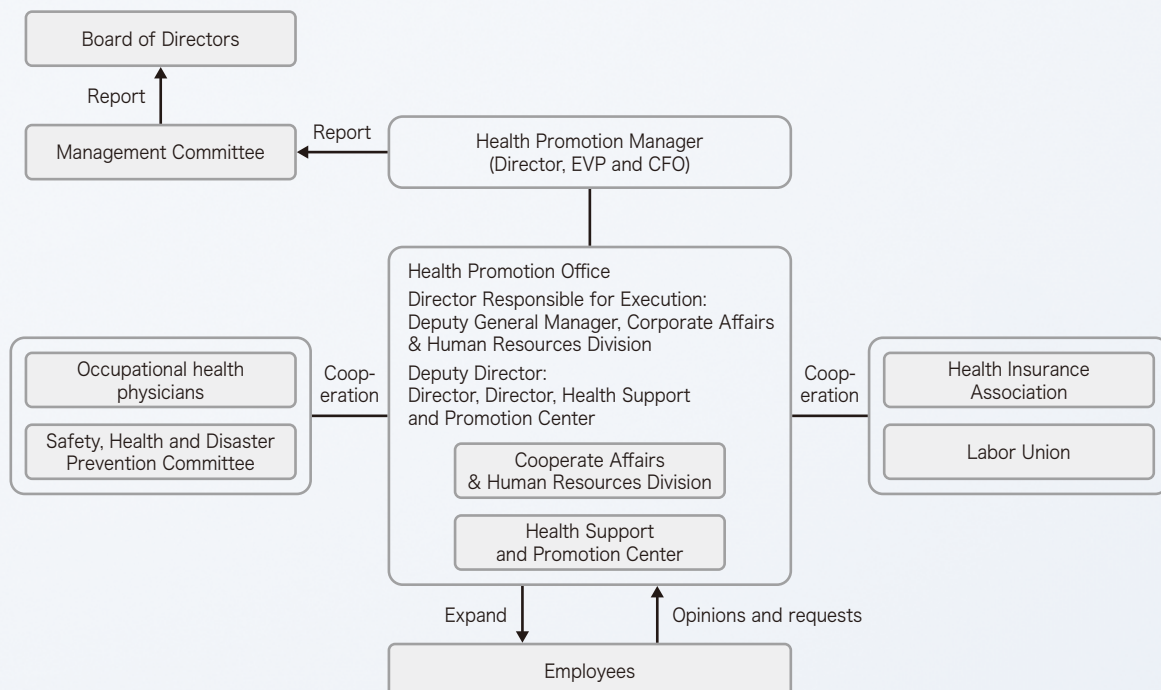 Board of Directors
Report
Management Committee
Report
Health Promotion Manager
(Director, EVP and CFO)
Health Promotion Office
Director Responsible for Execution:
Deputy General Manager, Corporate Affairs
& Human Resources Division
Deputy Director:
Director, Director, Health Support
and Promotion Center
Cooperate Affairs
& Human Resources Division
Health Support
and Promotion Center
Occupational health
physicians
Safety, Health and Disaster
Prevention Committee
Coop-
eration
Coop-
eration
Health Insurance
Association
Labor Union
Expand
Opinions and requests
Employees